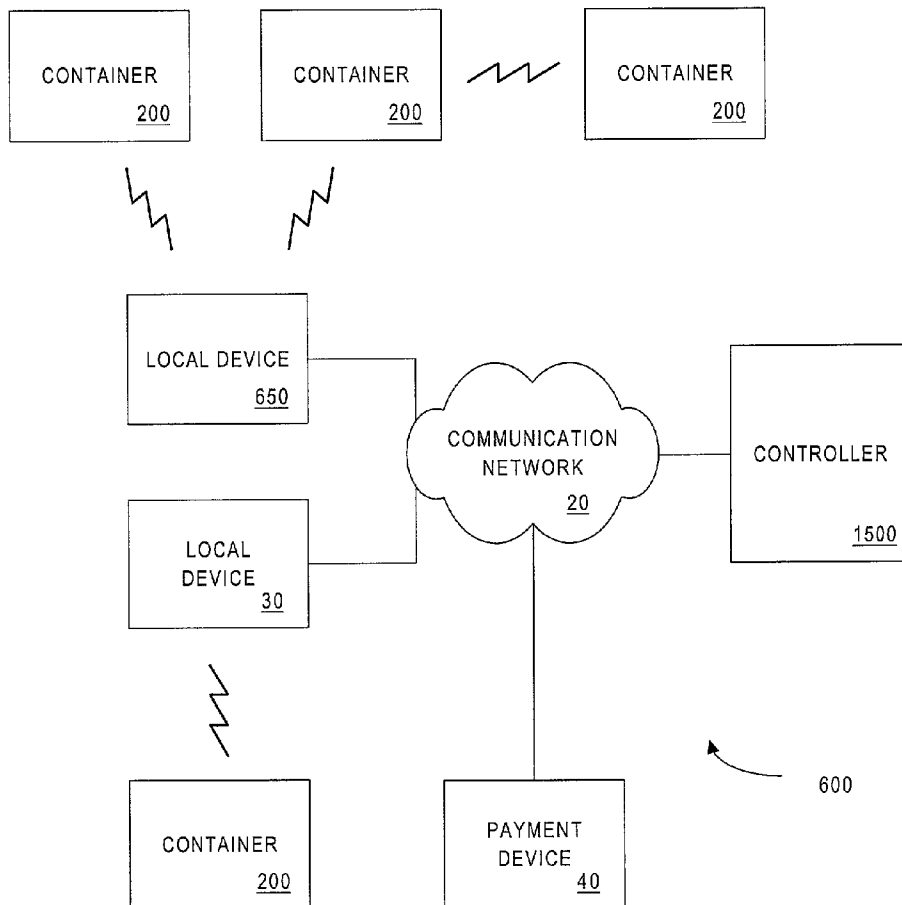 CONTAINER
200
CONTAINER
200
CONTAINER
200
LOCAL DEVICE
650
COMMUNICATION
NETWORK
20
CONTROLLER
1500
LOCAL
DEVICE
30
600
CONTAINER
200
PAYMENT
DEVICE
40